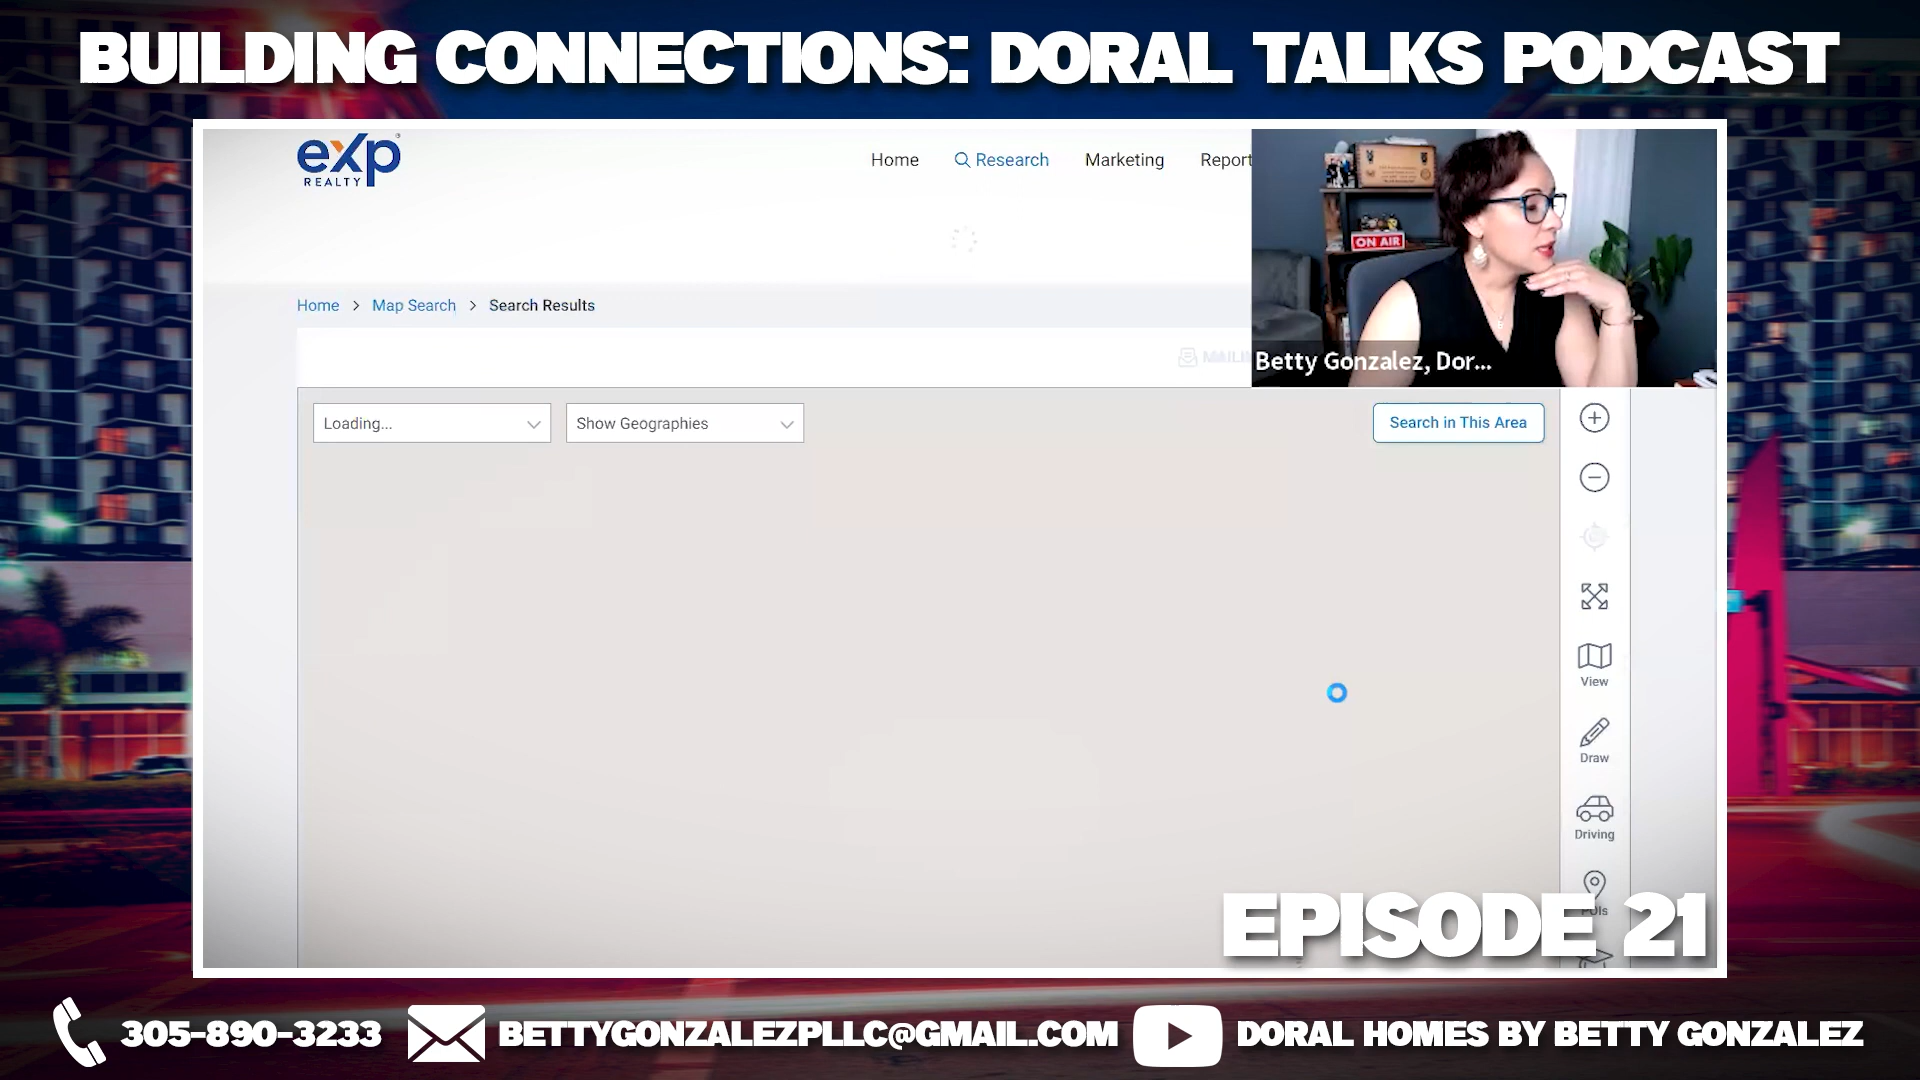 BUILDING CONNECTIONS: DORAL TALKS PODCAST
exp
REALTY
Home
Research
Marketing
Report
ON AIR
Betty Gonzalez, Dor...
Home > Map Search > Search Results
Loading...
Show Geographies
Search in This Area
View
Draw
Driving
POIs
EPISODE 21
305-890-3233
BETTYGONZALEZPLLC@GMAIL.COM
DORAL HOMES BY BETTY GONZALEZ